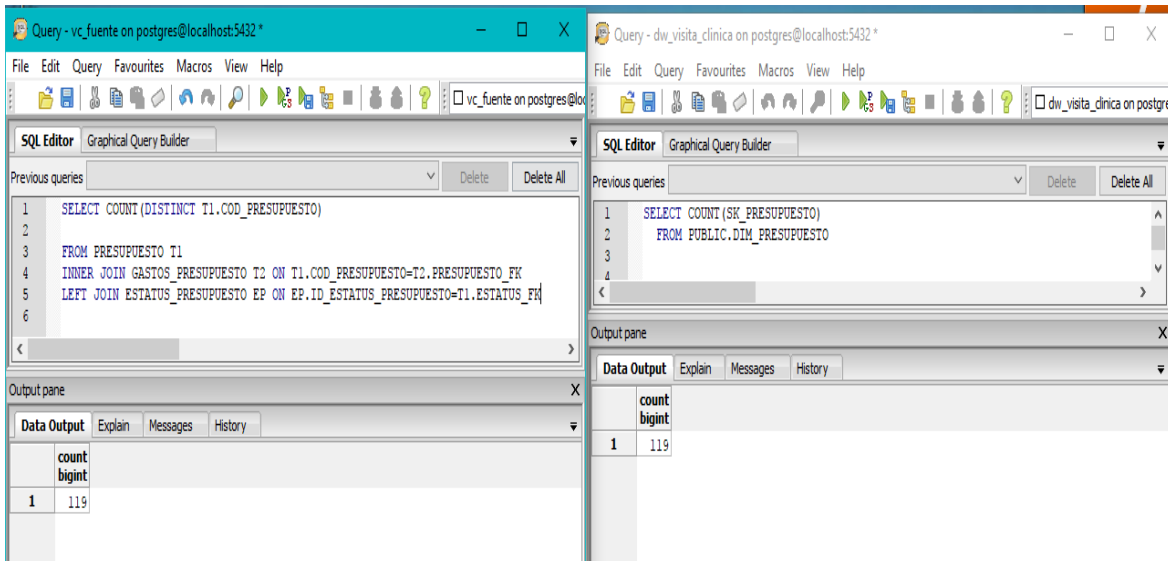 Query - vc_fuente on postgres@localhost:5432 *
File Edit Query Favourites Macros View Help
vc_fuente on postgres@loc
SQL Editor Graphical Query Builder
Previous queries Delete Delete All
1 SELECT COUNT(DISTINCT T1.COD_PRESUPUESTO)
2
3 FROM PRESUPUESTO T1
4 INNER JOIN GASTOS_PRESUPUESTO T2 ON T1.COD_PRESUPUESTO=T2.PRESUPUESTO_FK
5 LEFT JOIN ESTATUS_PRESUPUESTO EP ON EP.ID_ESTATUS_PRESUPUESTO=T1.ESTATUS_FK
6
Output pane X
Data Output Explain Messages History
count
bigint
1 119
Query - dw_visita_clinica on postgres@localhost:5432 *
File Edit Query Favourites Macros View Help
dw_visita_clinica on postgre
SQL Editor Graphical Query Builder
Previous queries Delete Delete All
1 SELECT COUNT(SK_PRESUPUESTO)
2 FROM PUBLIC.DIM_PRESUPUESTO
3
4
Output pane X
Data Output Explain Messages History
count
bigint
1 119